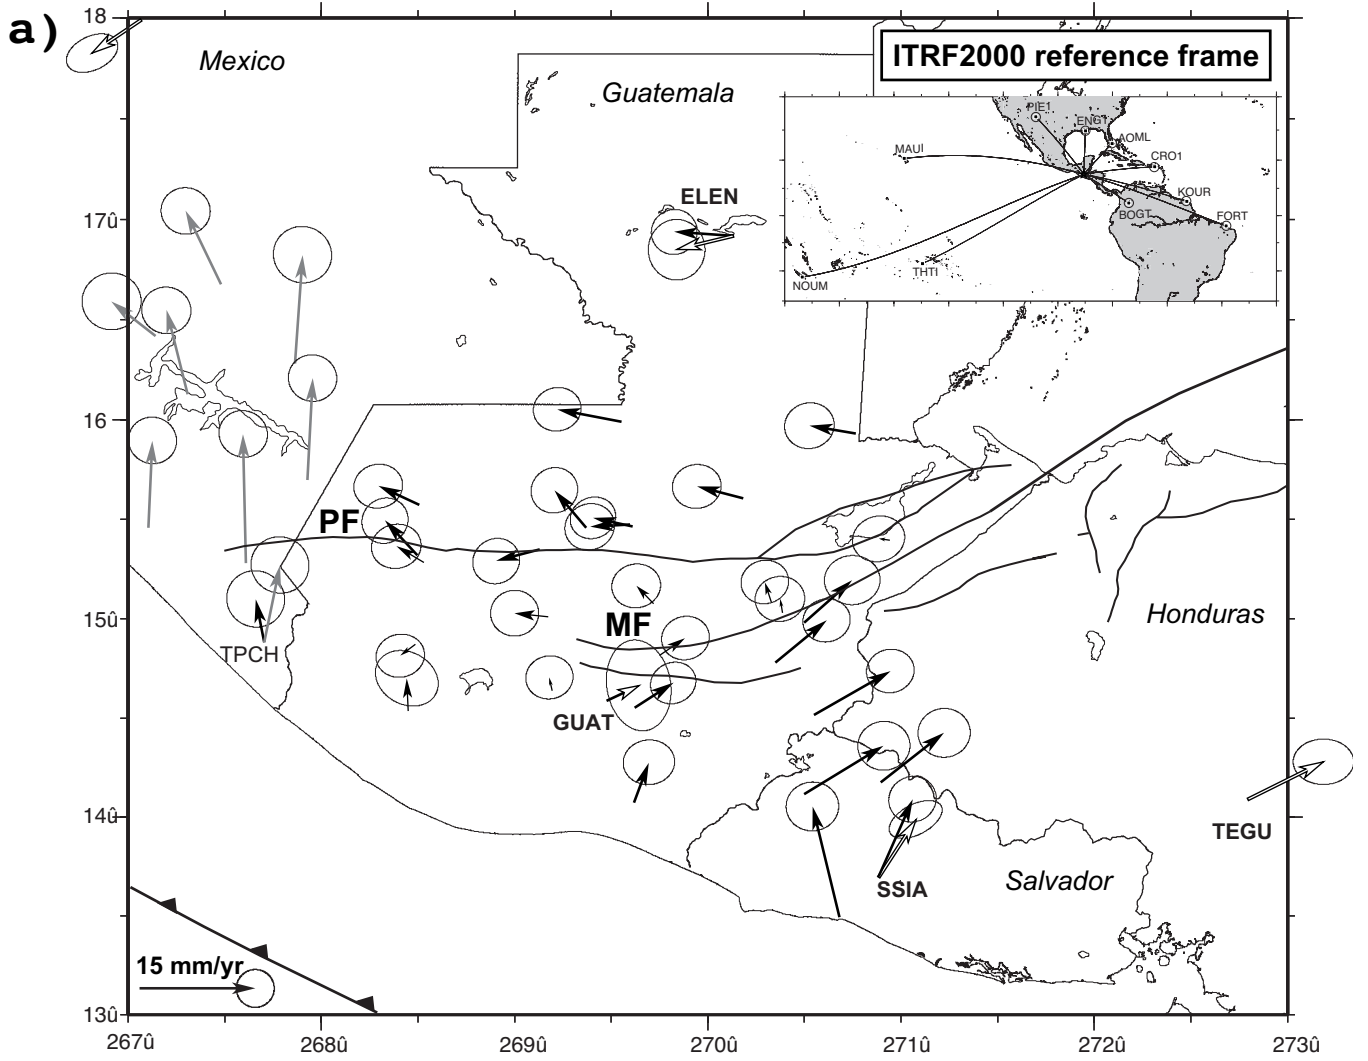 a)
18
Mexico
ITRF2000 reference frame
Guatemala
PIE1
ENG1
AOML
MAUI
CRO1
KOUR
BOGT
FORT
THTI
NOUM
ELEN
17û
16
PF
15û
MF
Honduras
TPCH
GUAT
14û
TEGU
SSIA
Salvador
15 mm/yr
13û
267û
268û
269û
270û
271û
272û
273û